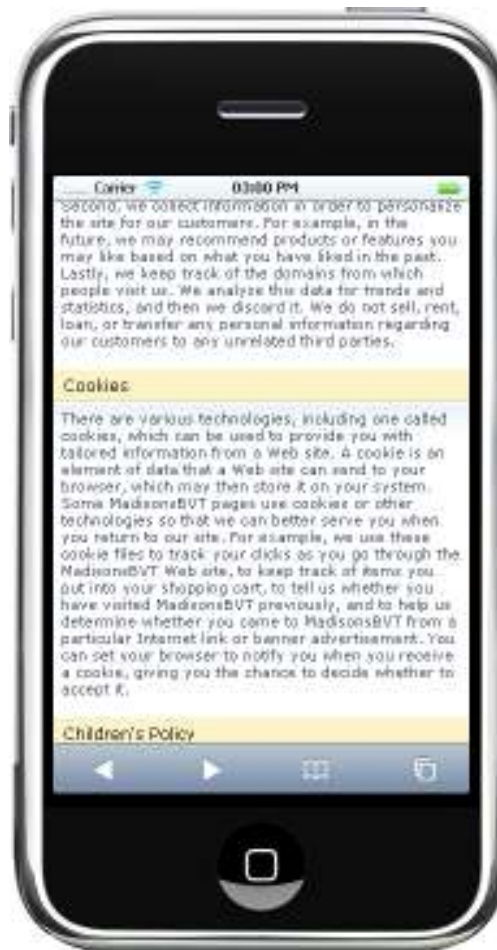 Carrier 03:00 PM
Second, we collect information in order to personalize
the site for our customers. For example, in the
future, we may recommend products or features you
may like based on what you have liked in the past.
Lastly, we keep track of the domains from which
people visit us. We analyze this data for trends and
statistics, and then we discard it. We do not sell, rent,
loan, or transfer any personal information regarding
our customers to any unrelated third parties.
Cookies
There are various technologies, including one called
cookies, which can be used to provide you with
tailored information from a Web site. A cookie is an
element of data that a Web site can send to your
browser, which may then store it on your system.
Some MadisonsBVT pages use cookies or other
technologies so that we can better serve you when
you return to our site. For example, we use these
cookie files to track your clicks as you go through the
MadisonsBVT Web site, to keep track of items you
put into your shopping cart, to tell us whether you
have visited MadisonsBVT previously, and to help us
determine whether you came to MadisonsBVT from a
particular Internet link or banner advertisement. You
can set your browser to notify you when you receive
a cookie, giving you the chance to decide whether to
accept it.
Children's Policy